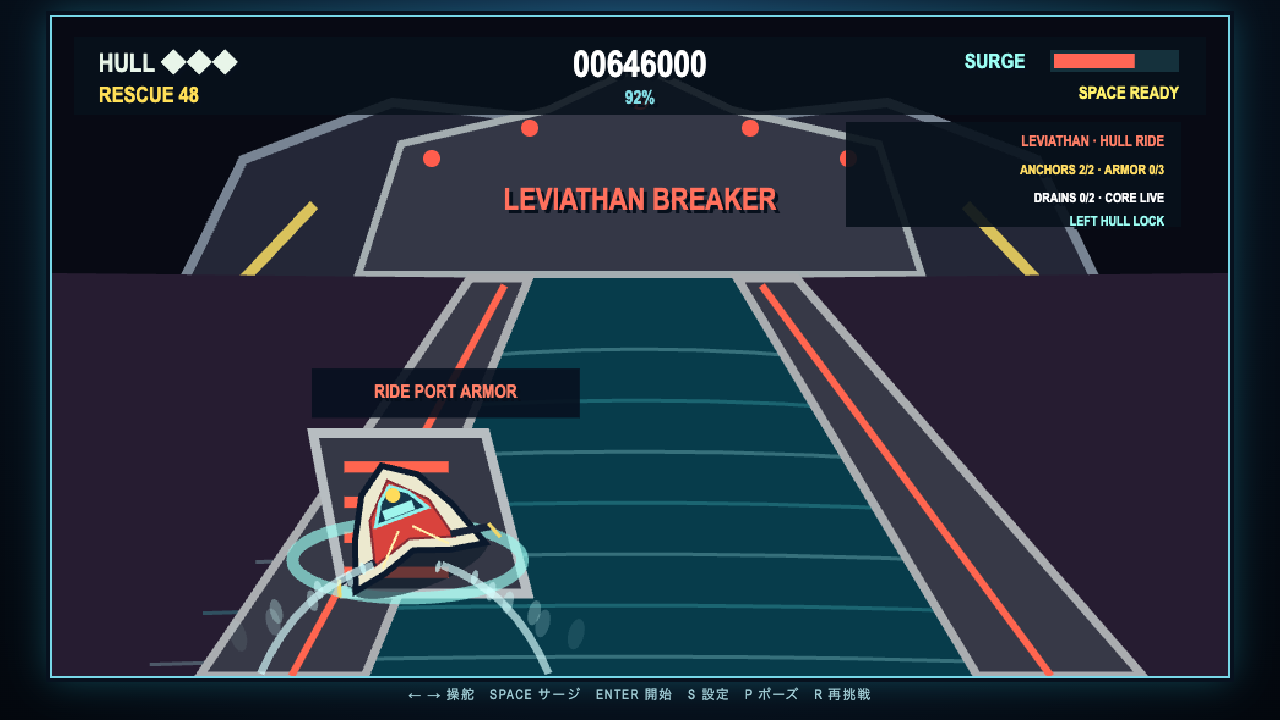 HULL
RESCUE 48
00646000
92%
SURGE
SPACE READY
LEVIATHAN · HULL RIDE
ANCHORS 2/2 · ARMOR 0/3
DRAINS 0/2 · CORE LIVE
LEFT HULL LOCK
LEVIATHAN BREAKER
RIDE PORT ARMOR
← → 操舵 SPACE サージ ENTER 開始 S 設定 P ポーズ R 再挑戦